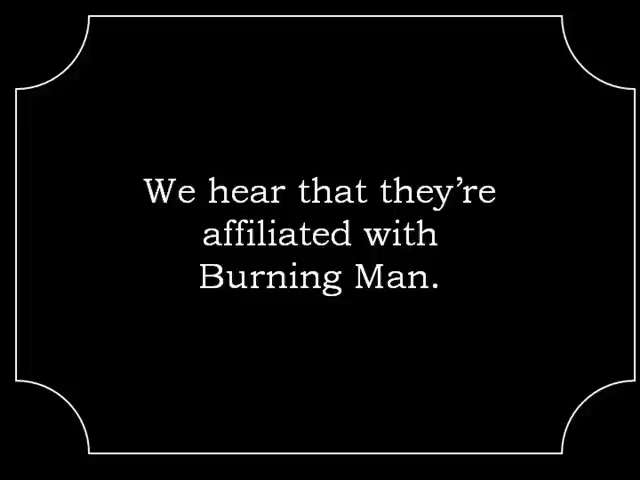 We hear that they’re
affiliated with
Burning Man.